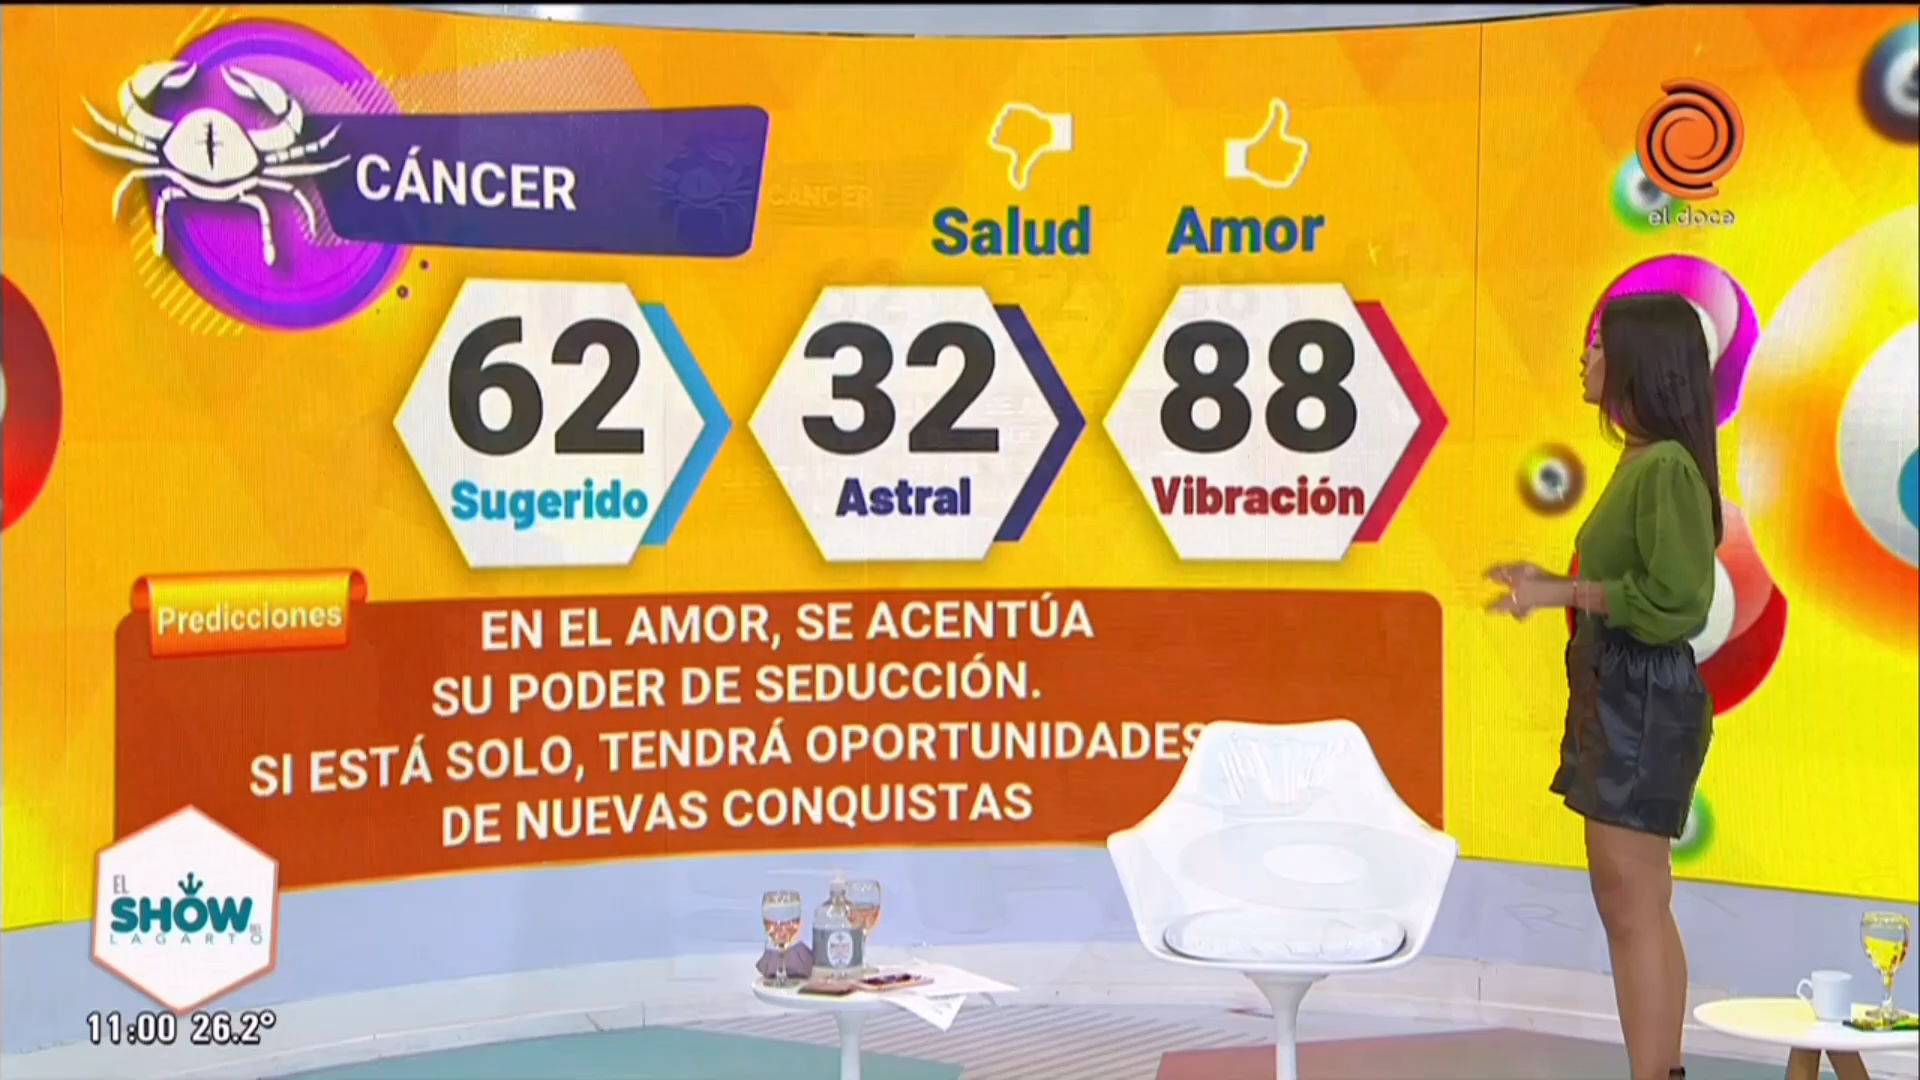 CÁNCER
Salud
Amor
el doce
62
Sugerido
32
Astral
88
Vibración
Predicciones
EN EL AMOR, SE ACENTÚA
SU PODER DE SEDUCCIÓN.
SI ESTÁ SOLO, TENDRÁ OPORTUNIDADES
DE NUEVAS CONQUISTAS
EL
SHOW
DEL
LAGARTO
11:00 26.2°